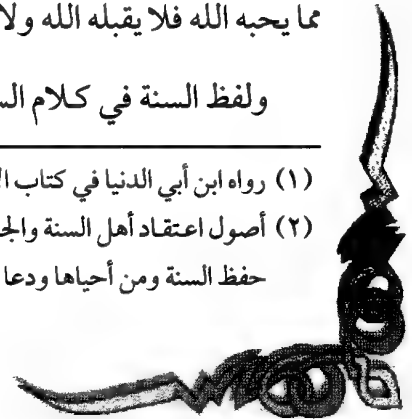 مما يحبه الله فلا يقبله الله ولا
ولفظ السنة في كلام الس
(١) رواه ابن أبي الدنيا في كتاب ال
(٢) أصول اعتقاد أهل السنة والج
حفظ السنة ومن أحياها ودعا